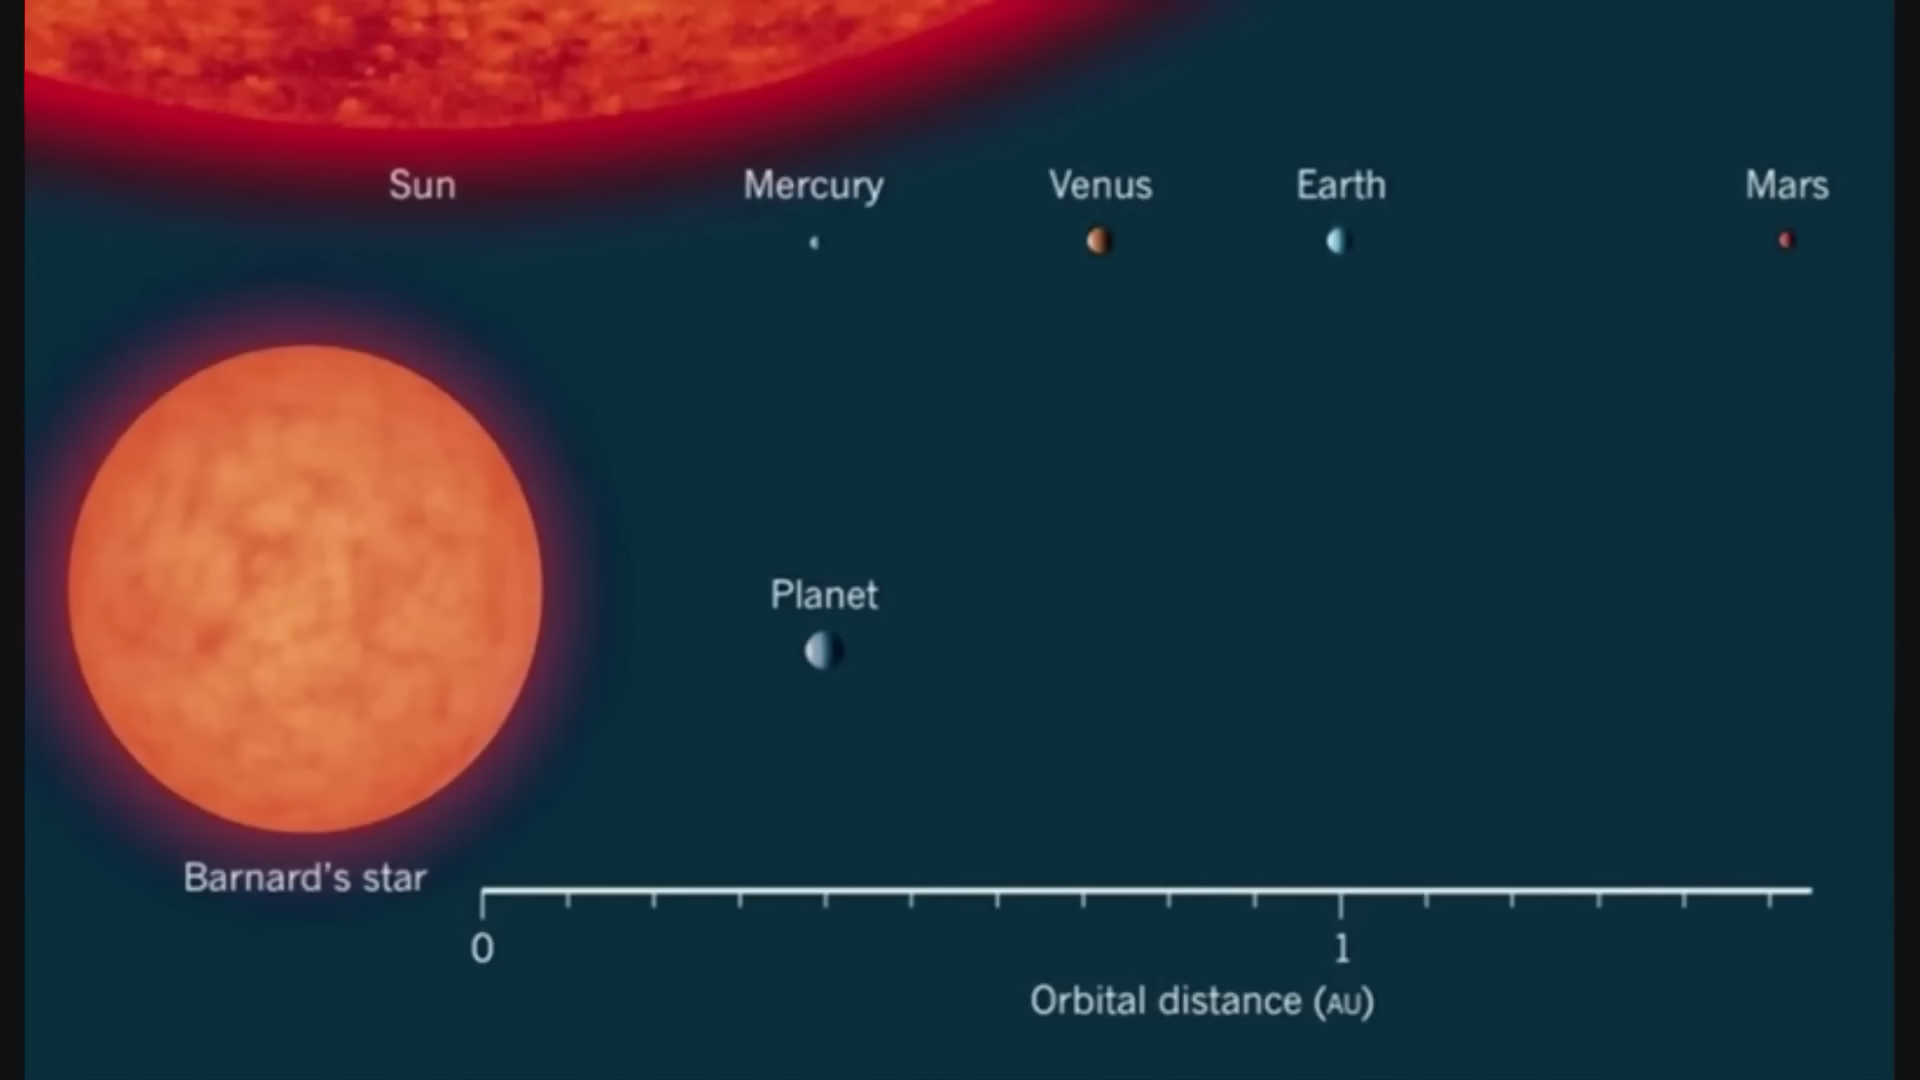 Sun
Mercury
Venus
Earth
Mars
Planet
Barnard's star
0
1
Orbital distance (AU)